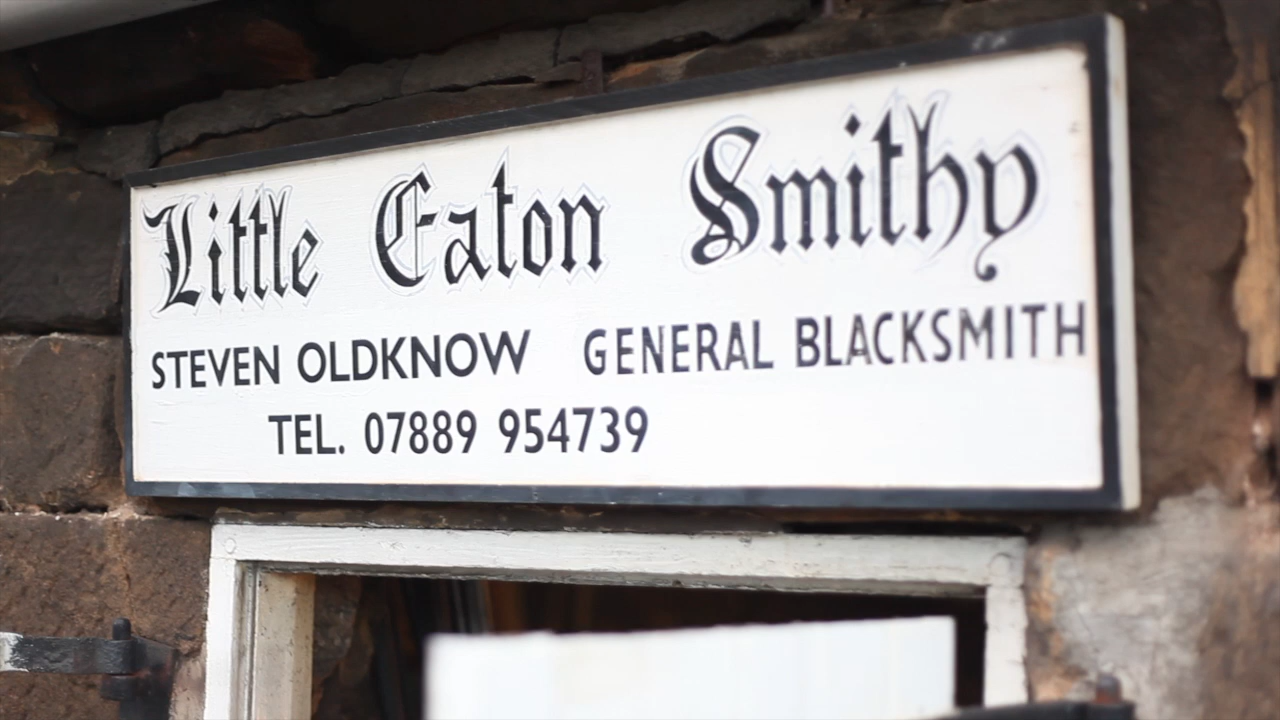 Little Eaton Smithy
STEVEN OLDKNOW GENERAL BLACKSMITH
TEL. 07889 954739